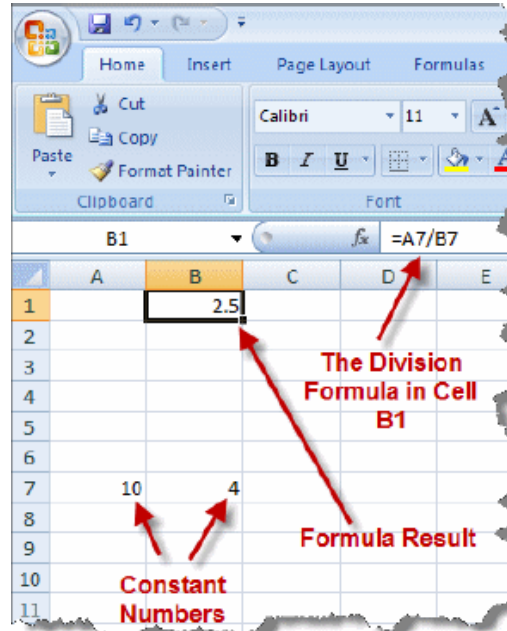 Home Insert Page Layout Formulas
Cut
Copy
Paste
Format Painter
Clipboard
Calibri 11 A
B I U A
Font
B1 fx =A7/B7
A B C D E
1 2.5
2
3
4
5
6
7 10 4
8
9
10
11
The Division
Formula in Cell
B1
Formula Result
Constant
Numbers